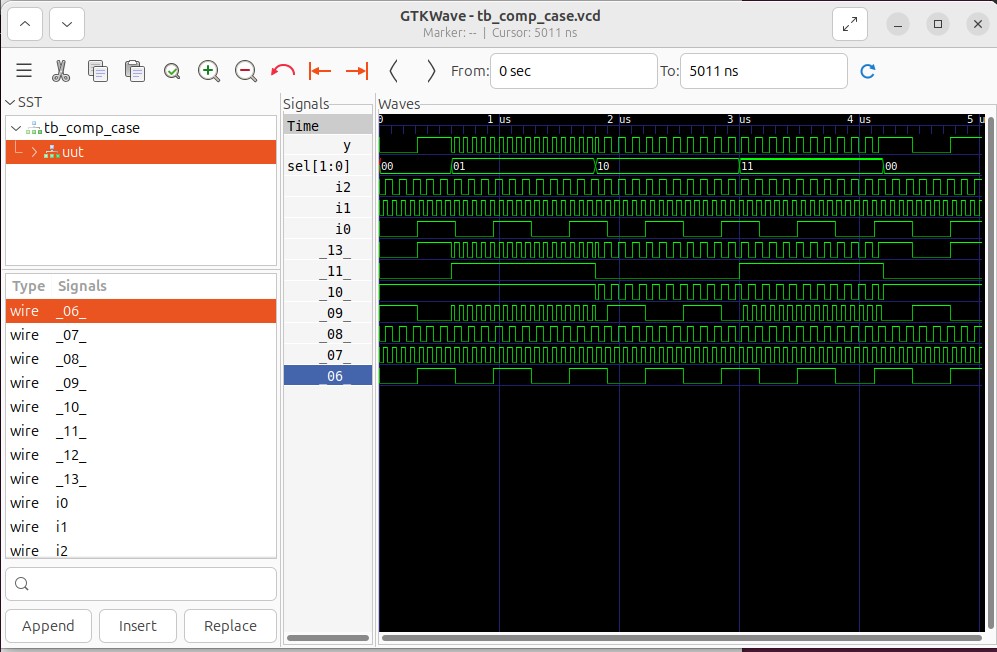 GTKWave - tb_comp_case.vcd
Marker: -- | Cursor: 5011 ns
From: 0 sec To: 5011 ns
SST
tb_comp_case
uut
Type Signals
wire _06_
wire _07_
wire _08_
wire _09_
wire _10_
wire _11_
wire _12_
wire _13_
wire i0
wire i1
wire i2
Append Insert Replace
Signals
Time
y
sel[1:0]
i2
i1
i0
_13_
_11_
_10_
_09_
_08_
_07_
_06_
Waves
0 1 us 2 us 3 us 4 us 5 u
00 01 10 11 00